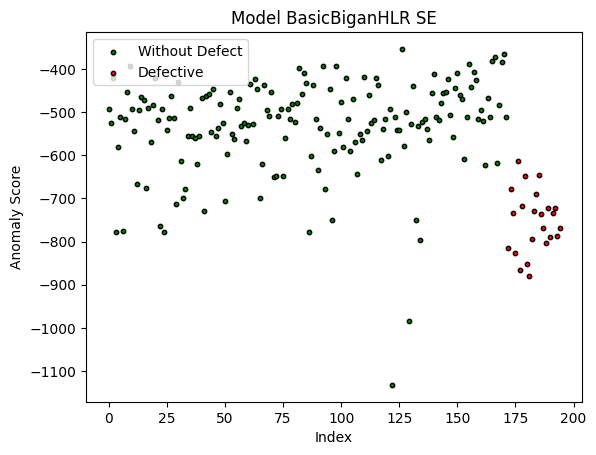 Model BasicBiganHLR SE
Without Defect
Defective
Anomaly Score
−400
−500
−600
−700
−800
−900
−1000
−1100
0 25 50 75 100 125 150 175 200
Index